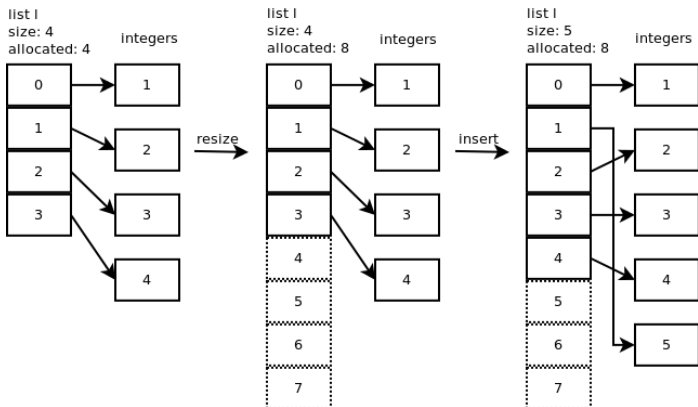 list l
size: 4
allocated: 4
integers
0
1
1
2
2
3
3
4
resize
list l
size: 4
allocated: 8
integers
0
1
1
2
2
3
3
4
4
5
6
7
insert
list l
size: 5
allocated: 8
integers
0
1
1
2
2
3
3
4
4
5
5
6
7